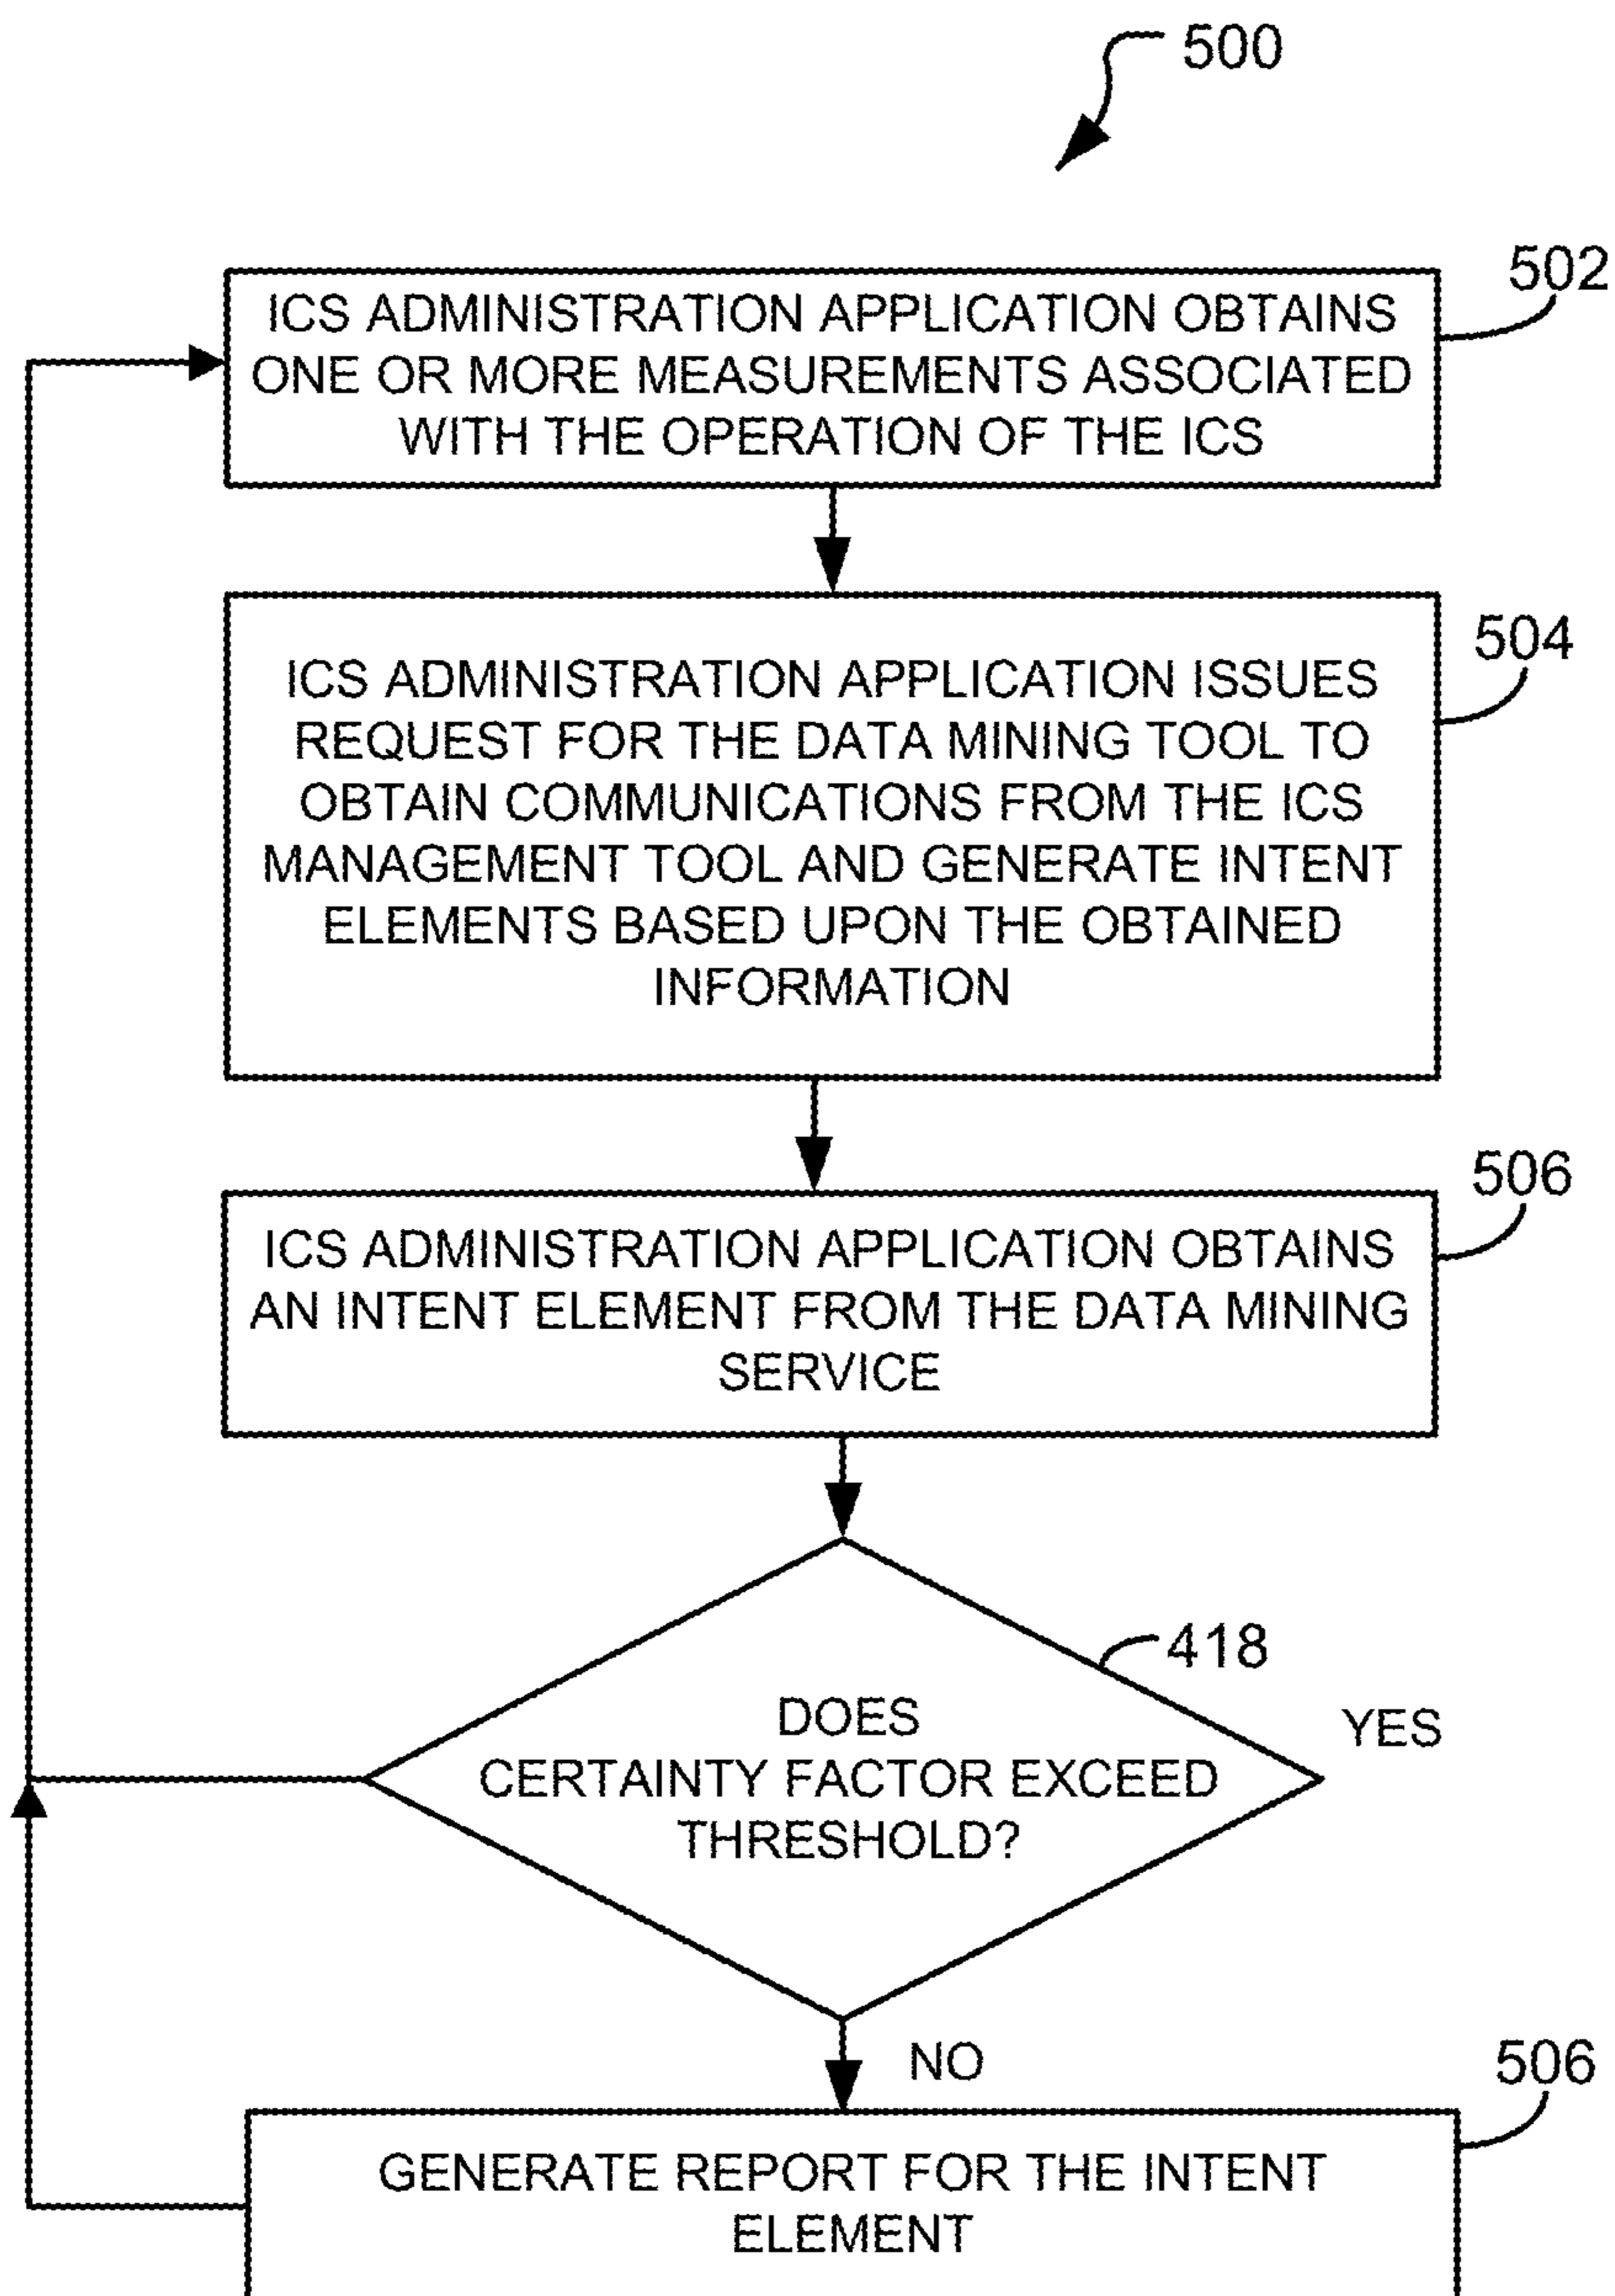 500
502
ICS ADMINISTRATION APPLICATION OBTAINS
ONE OR MORE MEASUREMENTS ASSOCIATED
WITH THE OPERATION OF THE ICS
504
ICS ADMINISTRATION APPLICATION ISSUES
REQUEST FOR THE DATA MINING TOOL TO
OBTAIN COMMUNICATIONS FROM THE ICS
MANAGEMENT TOOL AND GENERATE INTENT
ELEMENTS BASED UPON THE OBTAINED
INFORMATION
506
ICS ADMINISTRATION APPLICATION OBTAINS
AN INTENT ELEMENT FROM THE DATA MINING
SERVICE
418
DOES
CERTAINTY FACTOR EXCEED
THRESHOLD?
YES
NO
506
GENERATE REPORT FOR THE INTENT
ELEMENT